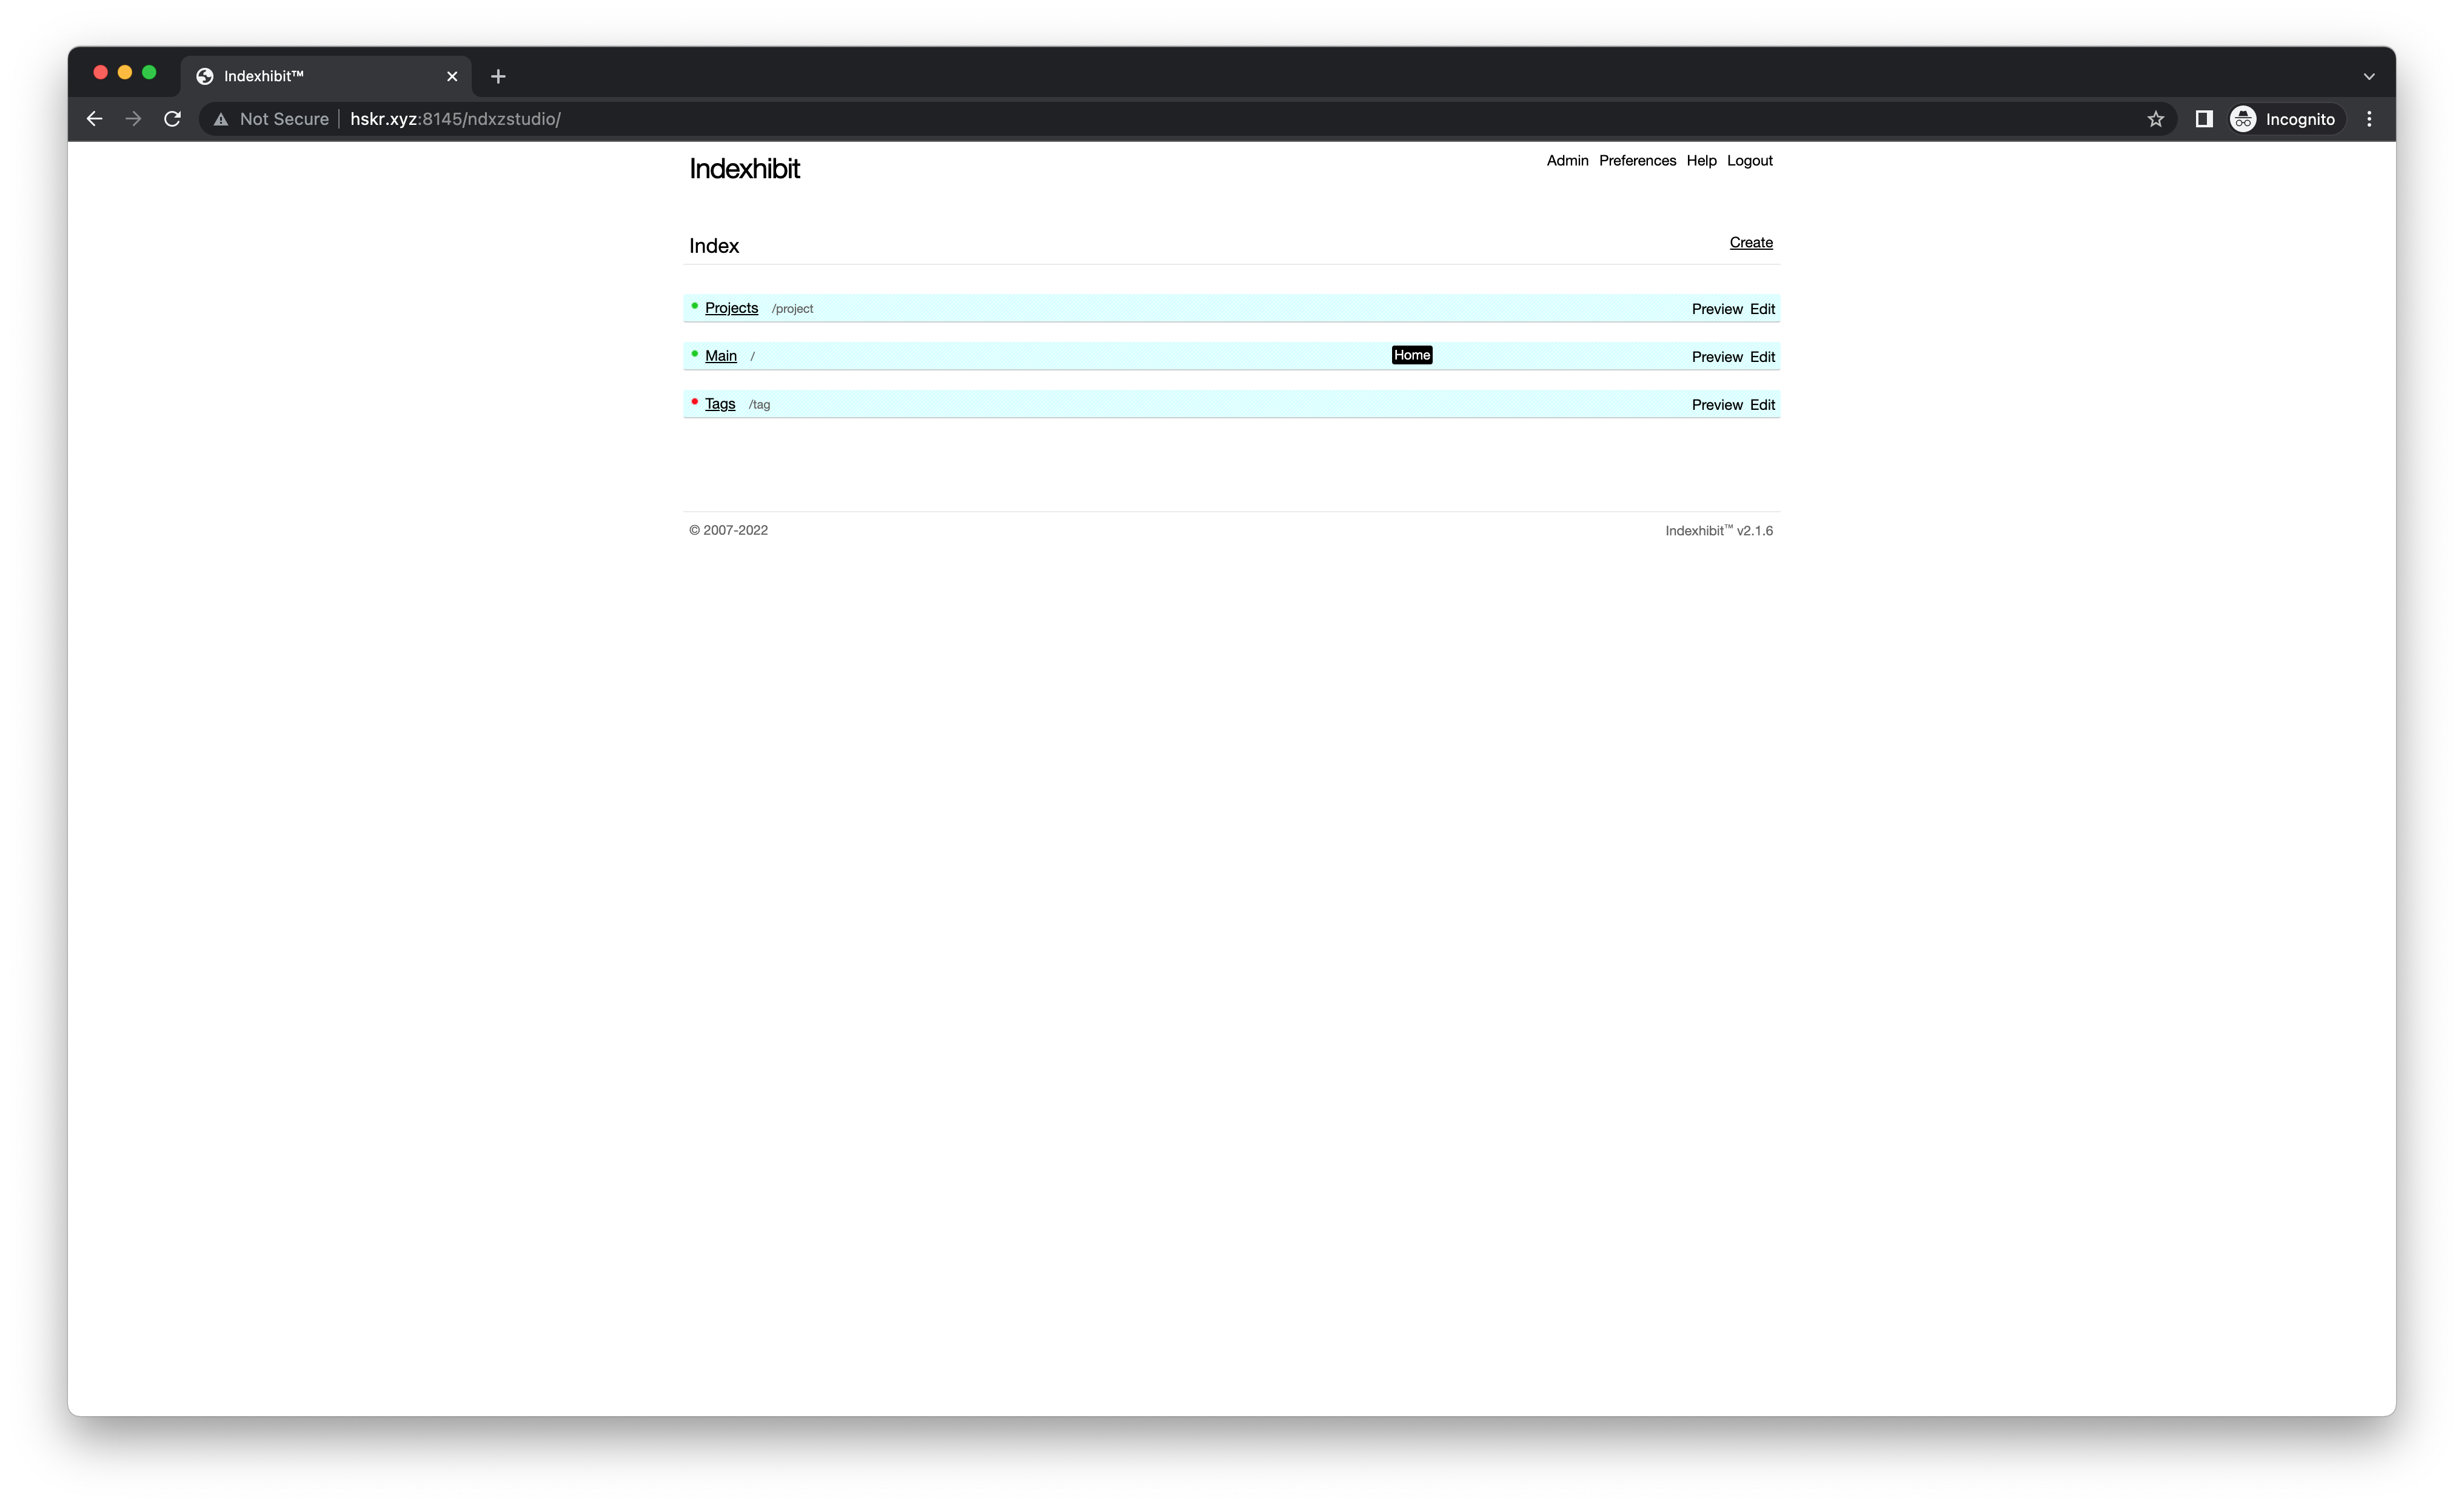 Indexhibit™
Not Secure | hskr.xyz:8145/ndxzstudio/
Incognito
Indexhibit
Admin Preferences Help Logout
Index
Create
Projects /project
Preview Edit
Main /
Home
Preview Edit
Tags /tag
Preview Edit
© 2007-2022
Indexhibit™ v2.1.6